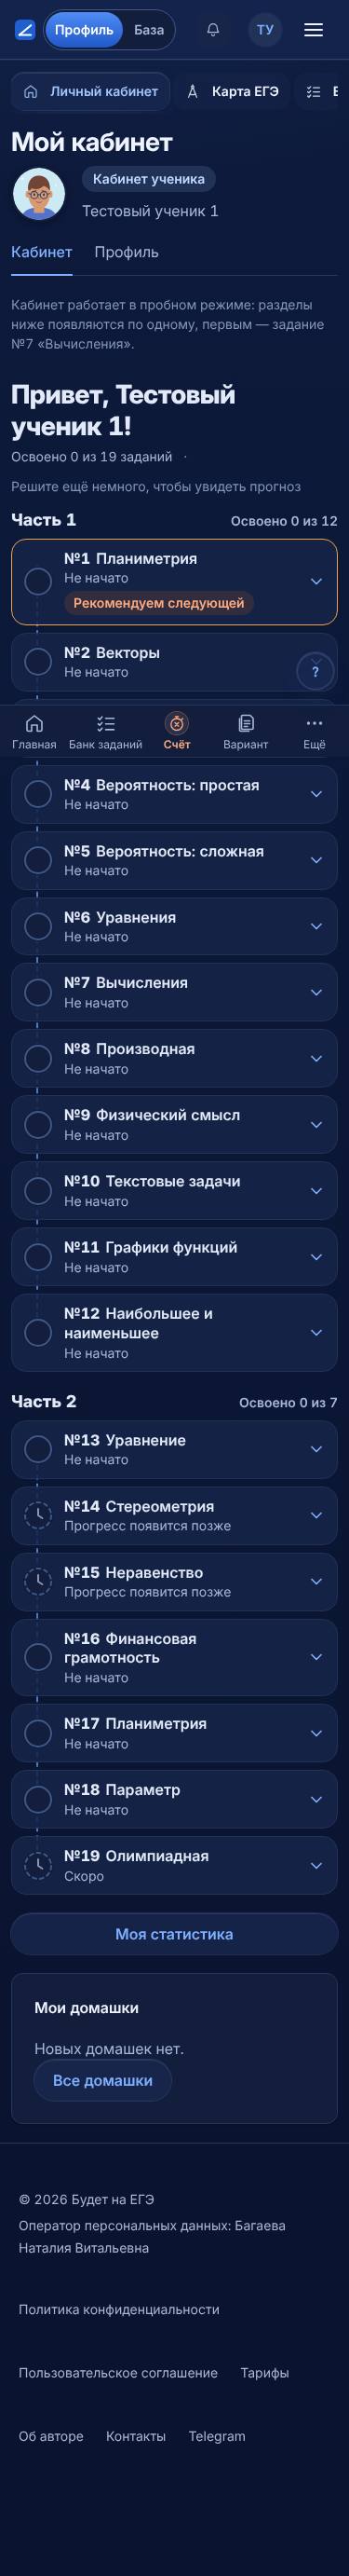 Профиль
База
ТУ
Личный кабинет
Карта ЕГЭ
Мой кабинет
Кабинет ученика
Тестовый ученик 1
Кабинет
Профиль
Кабинет работает в пробном режиме: разделы
ниже появляются по одному, первым — задание
№7 «Вычисления».
Привет, Тестовый
ученик 1!
Освоено 0 из 19 заданий ·
Решите ещё немного, чтобы увидеть прогноз
Часть 1
Освоено 0 из 12
№1 Планиметрия
Не начато
Рекомендуем следующей
№2 Векторы
Не начато
?
Главная
Банк заданий
Счёт
Вариант
Ещё
№4 Вероятность: простая
Не начато
№5 Вероятность: сложная
Не начато
№6 Уравнения
Не начато
№7 Вычисления
Не начато
№8 Производная
Не начато
№9 Физический смысл
Не начато
№10 Текстовые задачи
Не начато
№11 Графики функций
Не начато
№12 Наибольшее и
наименьшее
Не начато
Часть 2
Освоено 0 из 7
№13 Уравнение
Не начато
№14 Стереометрия
Прогресс появится позже
№15 Неравенство
Прогресс появится позже
№16 Финансовая
грамотность
Не начато
№17 Планиметрия
Не начато
№18 Параметр
Не начато
№19 Олимпиадная
Скоро
Моя статистика
Мои домашки
Новых домашек нет.
Все домашки
© 2026 Будет на ЕГЭ
Оператор персональных данных: Багаева
Наталия Витальевна
Политика конфиденциальности
Пользовательское соглашение
Тарифы
Об авторе
Контакты
Telegram